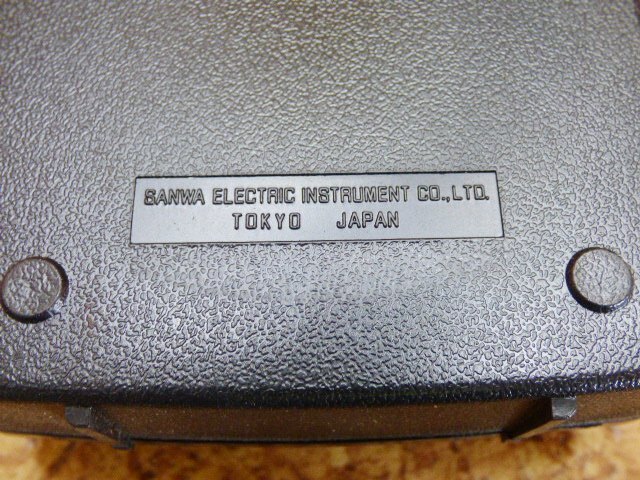 SANWA ELECTRIC INSTRUMENT CO.,LTD.
TOKYO JAPAN